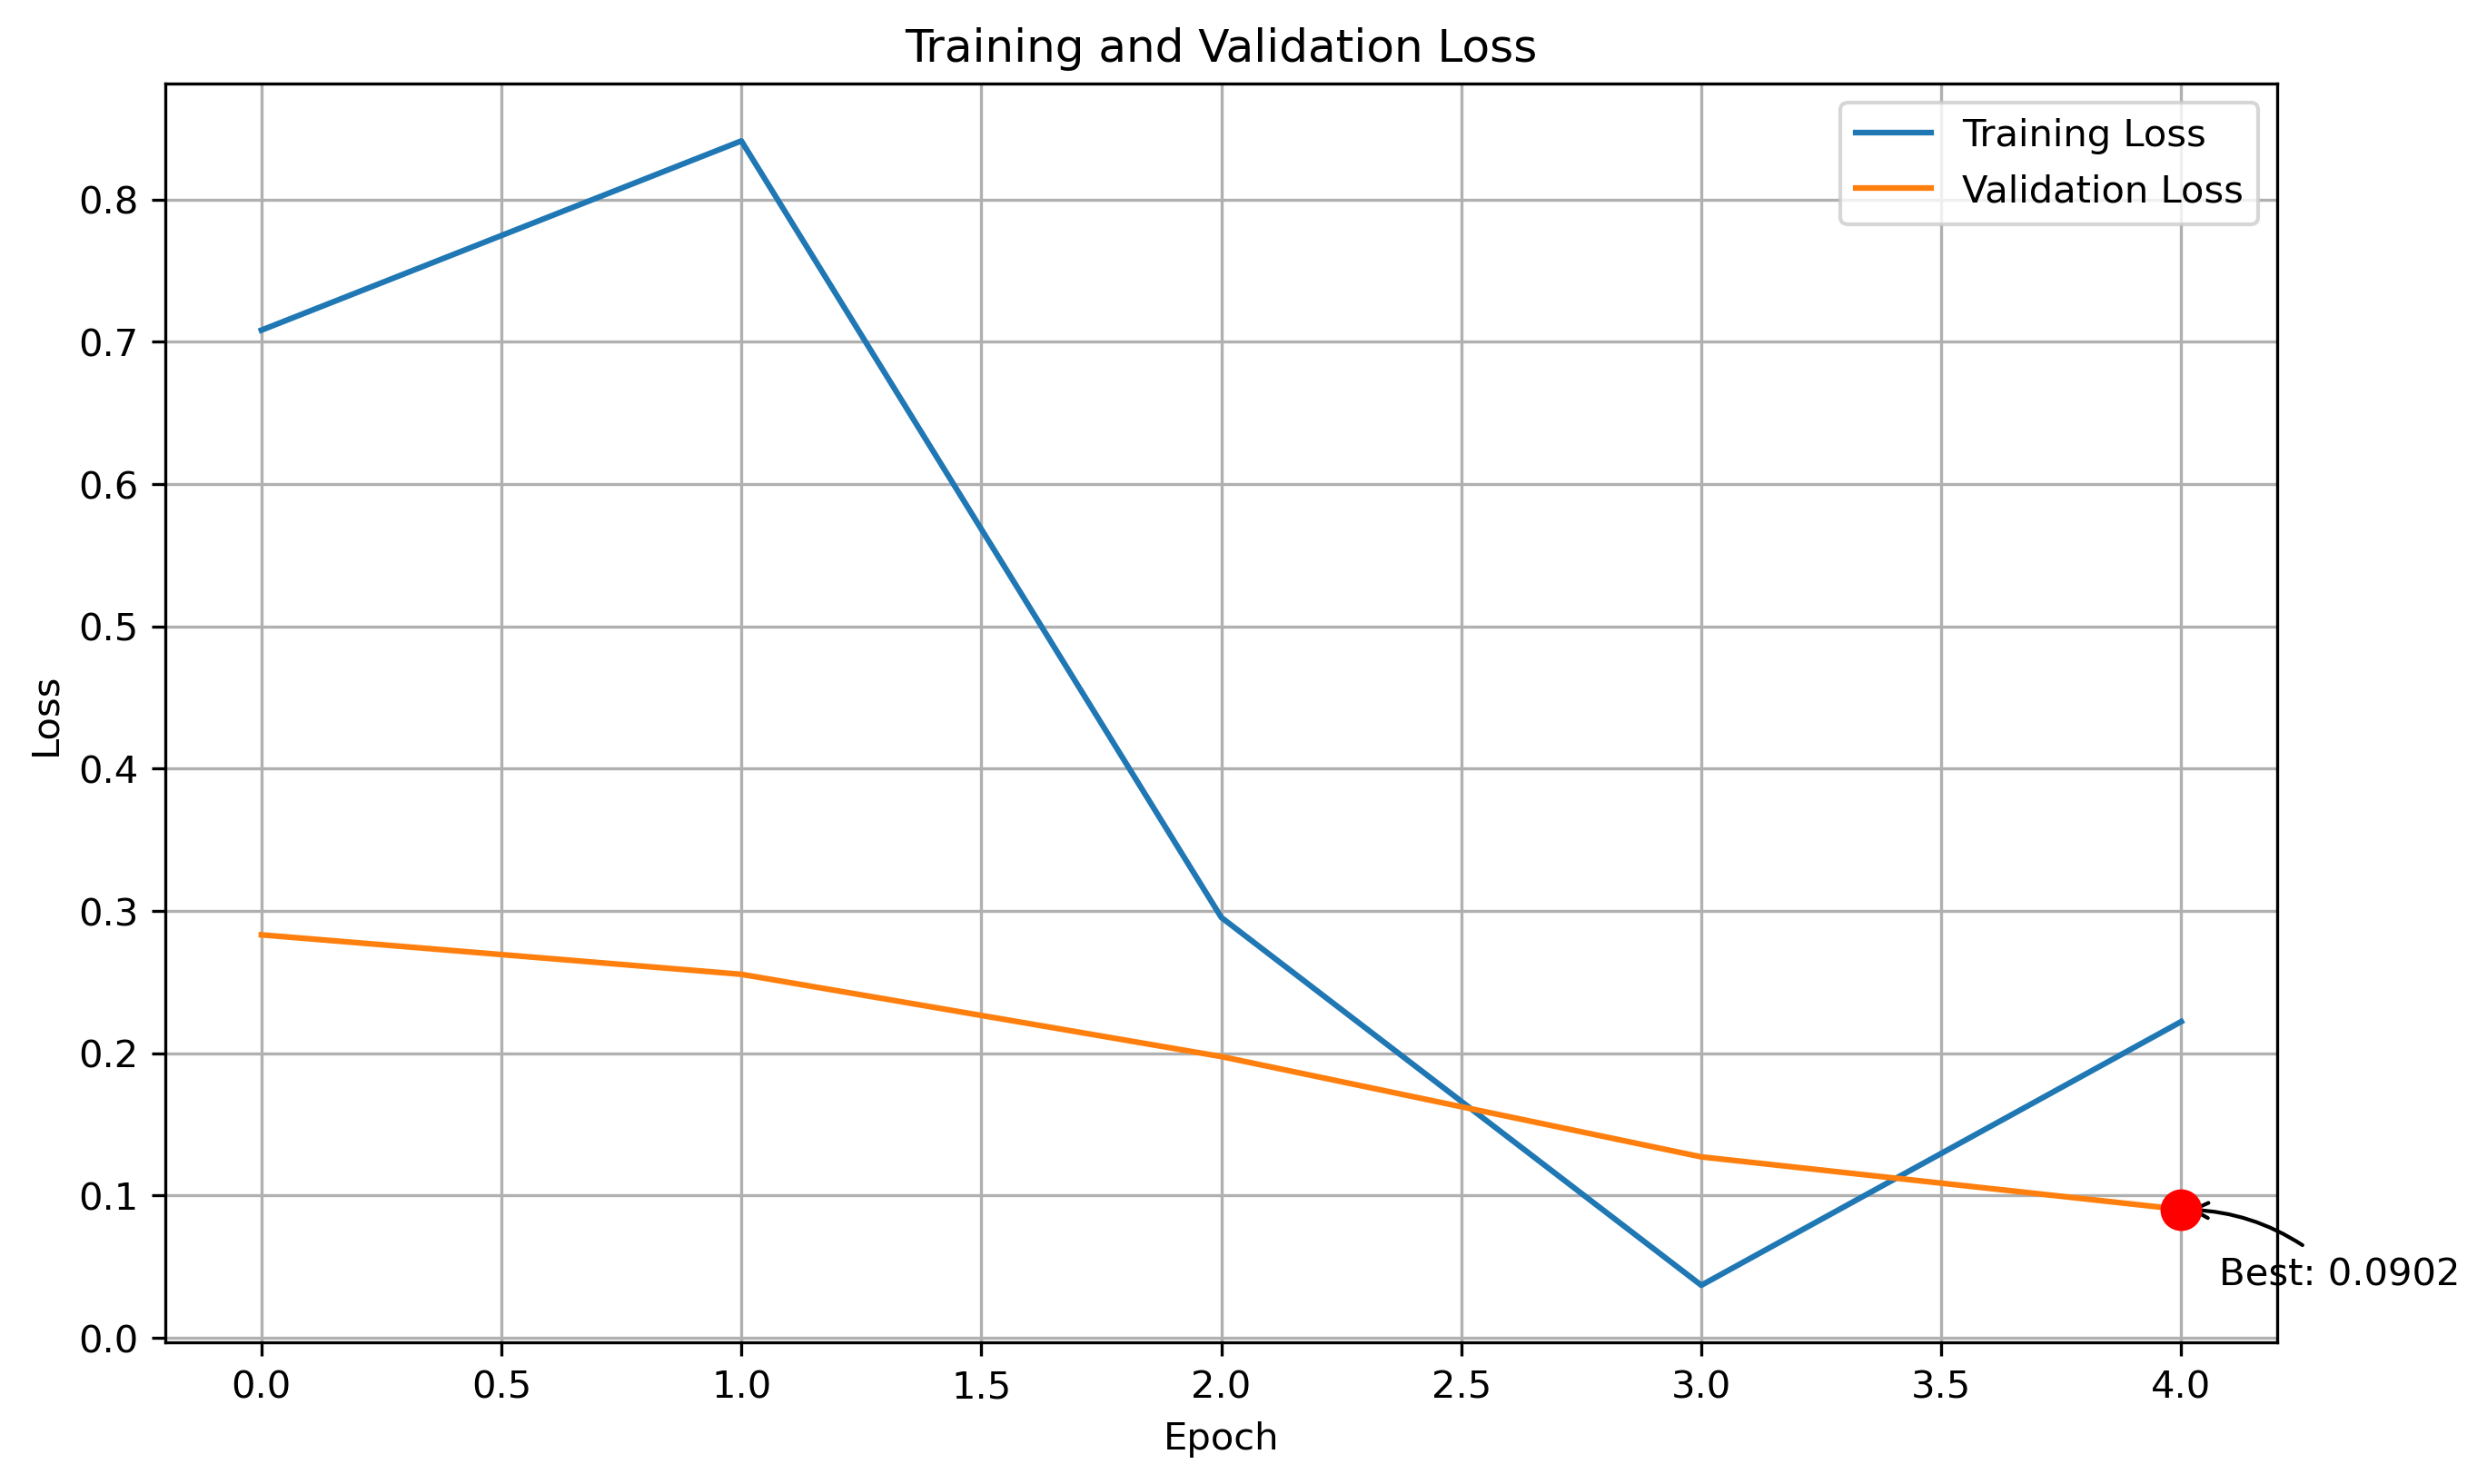 Training and Validation Loss
Training Loss
Validation Loss
0.8
0.7
0.6
0.5
0.4
0.3
0.2
0.1
0.0
Loss
Best: 0.0902
0.0 0.5 1.0 1.5 2.0 2.5 3.0 3.5 4.0
Epoch